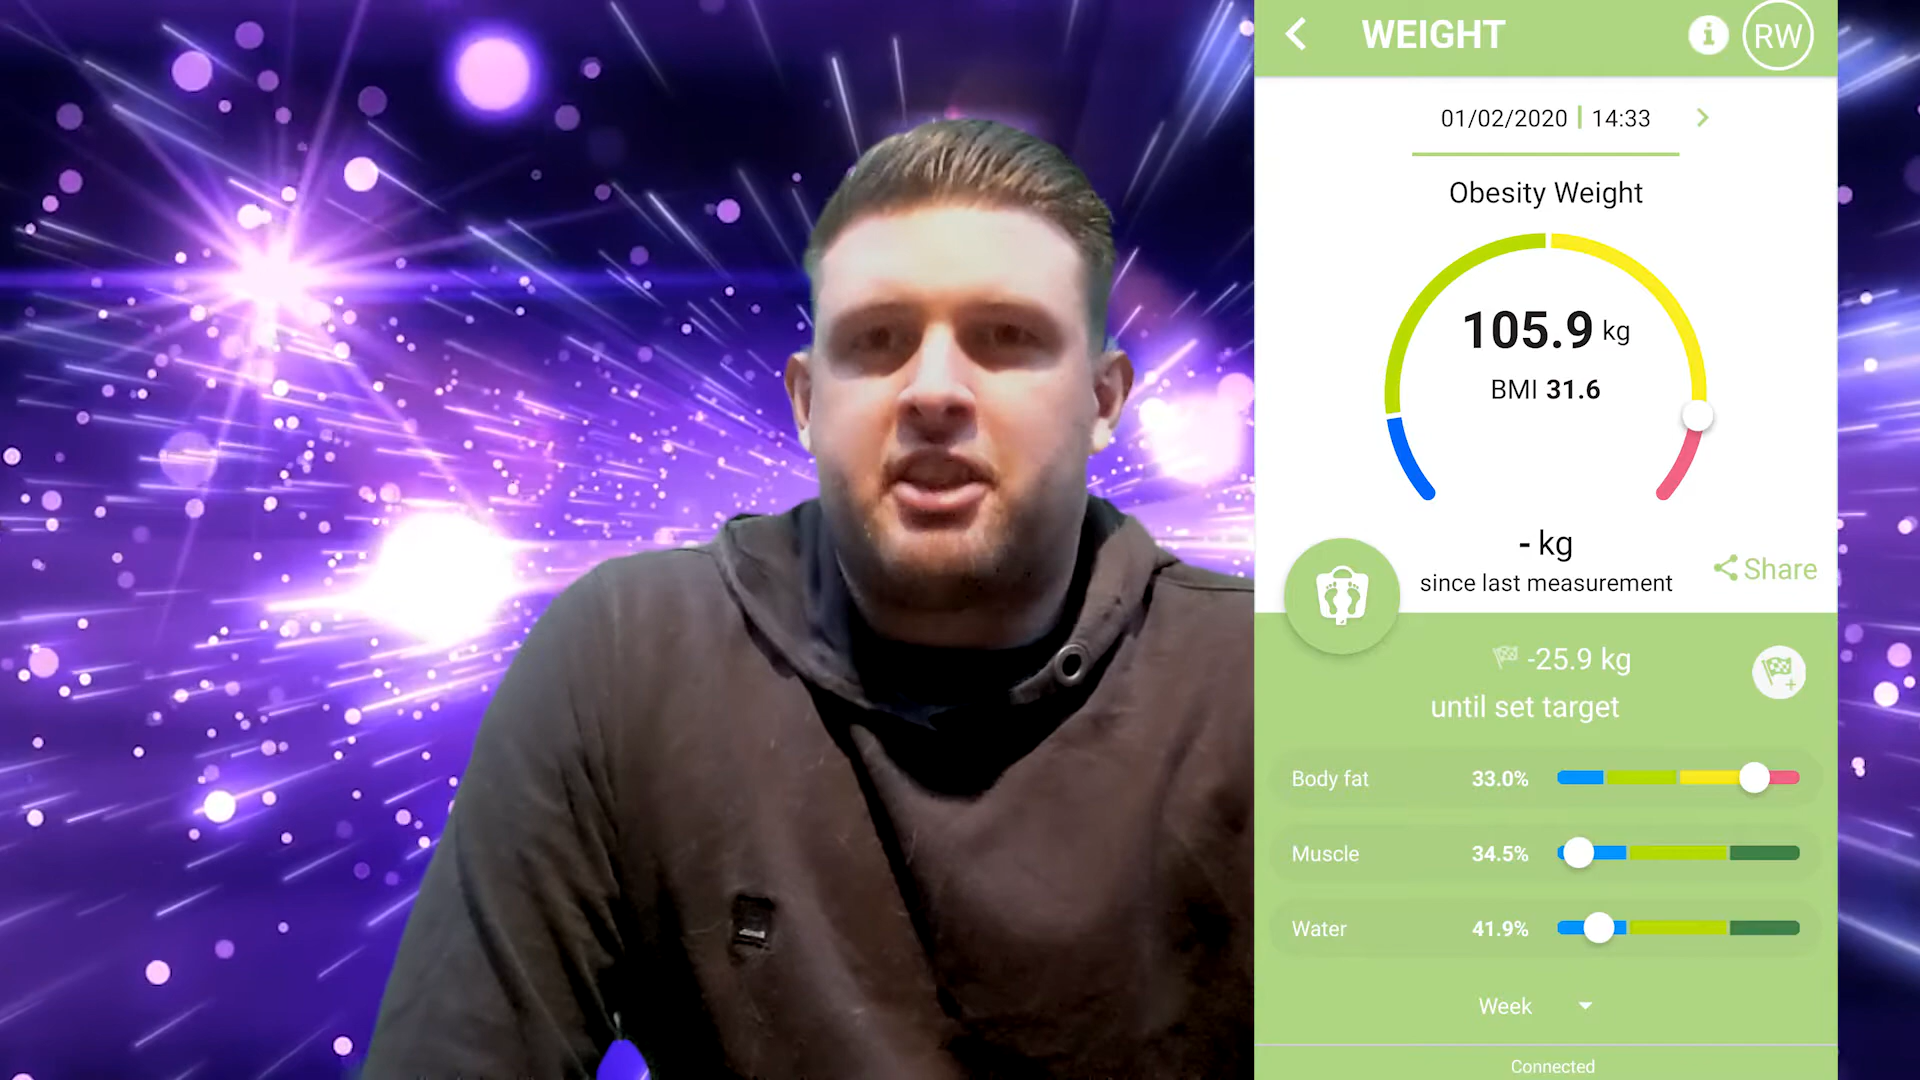 WEIGHT
i
RW
01/02/2020 14:33
Obesity Weight
105.9 kg
BMI 31.6
- kg
since last measurement
Share
-25.9 kg
until set target
Body fat 33.0%
Muscle 34.5%
Water 41.9%
Week
Connected